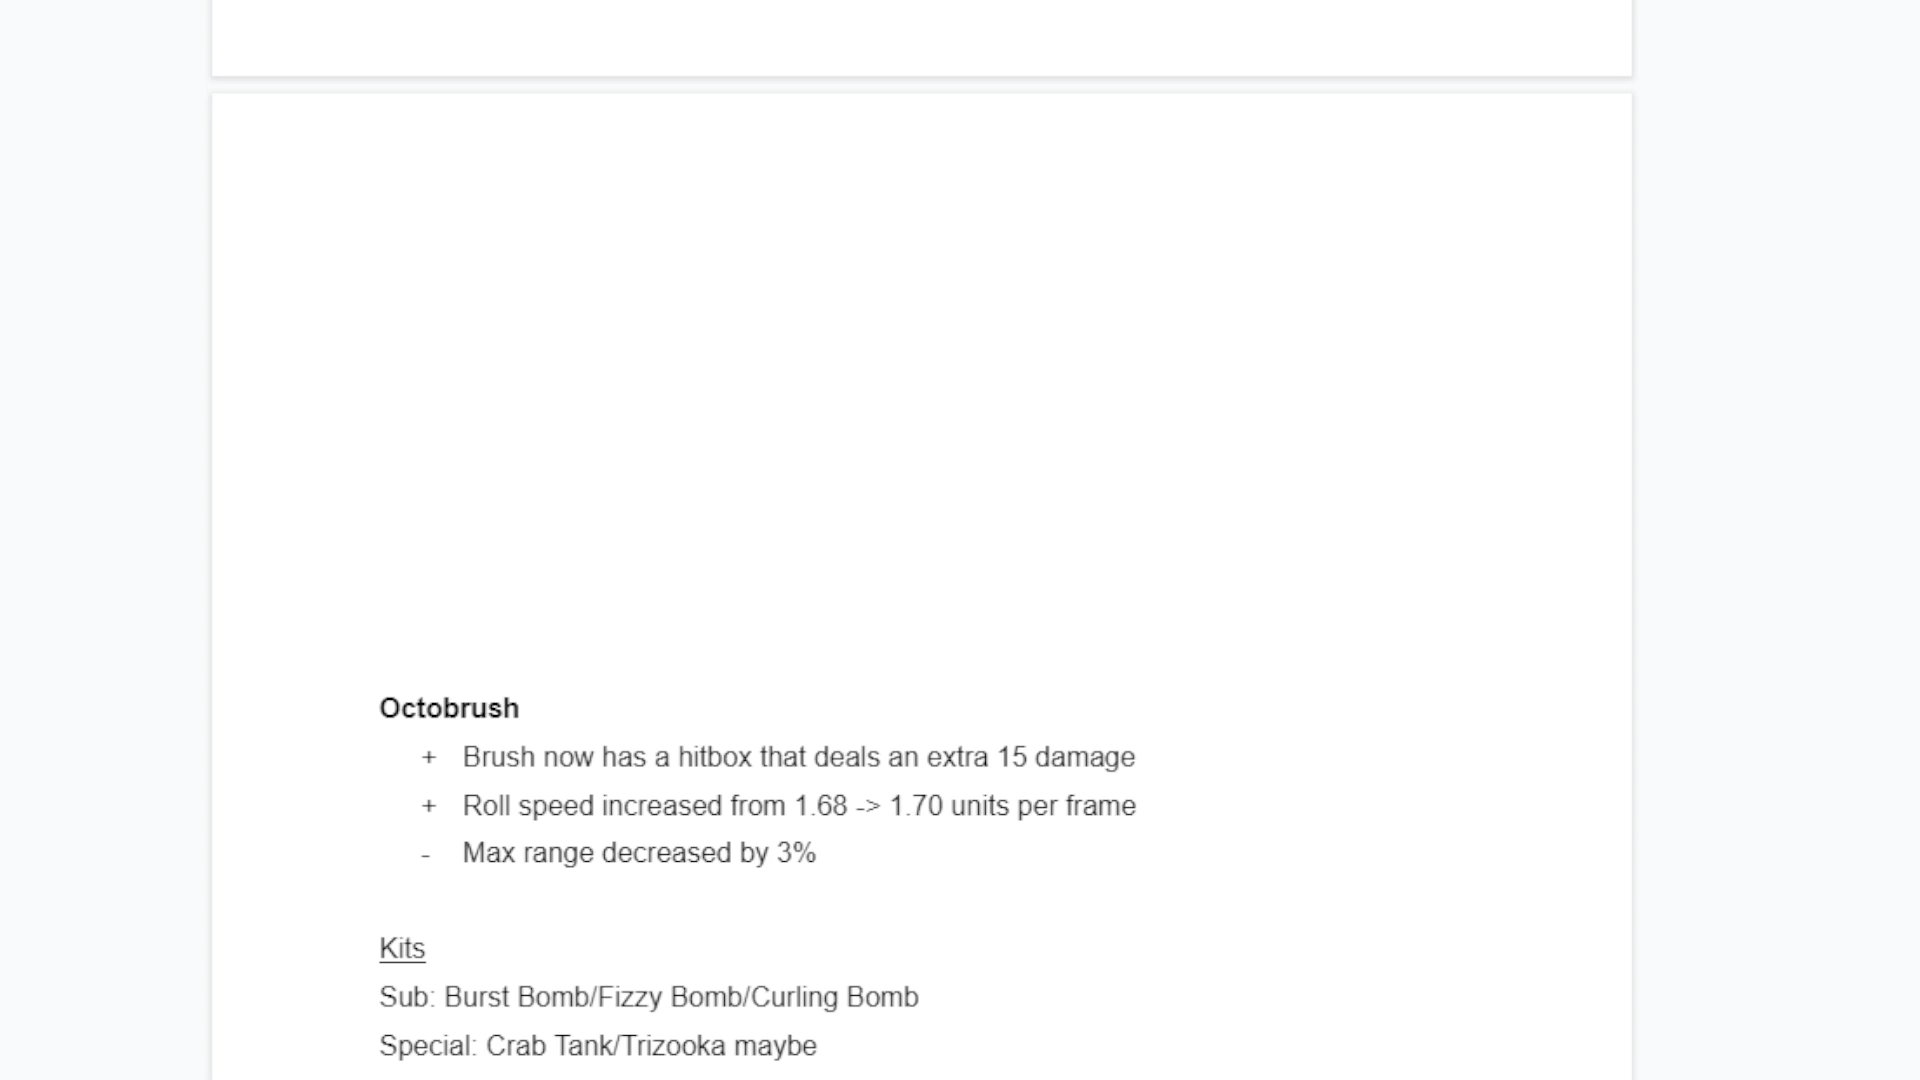 Octobrush
+ Brush now has a hitbox that deals an extra 15 damage
+ Roll speed increased from 1.68 -> 1.70 units per frame
- Max range decreased by 3%
Kits
Sub: Burst Bomb/Fizzy Bomb/Curling Bomb
Special: Crab Tank/Trizooka maybe